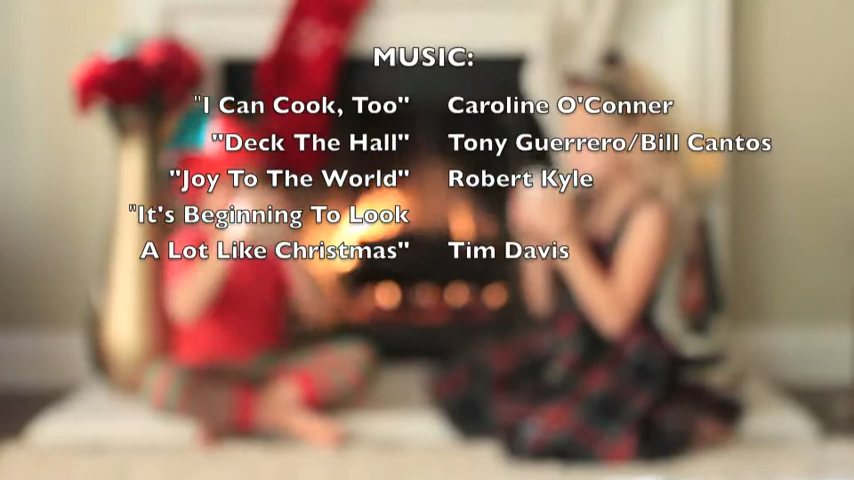 MUSIC:
"I Can Cook, Too" Caroline O'Conner
"Deck The Hall" Tony Guerrero/Bill Cantos
"Joy To The World" Robert Kyle
"It's Beginning To Look
A Lot Like Christmas" Tim Davis